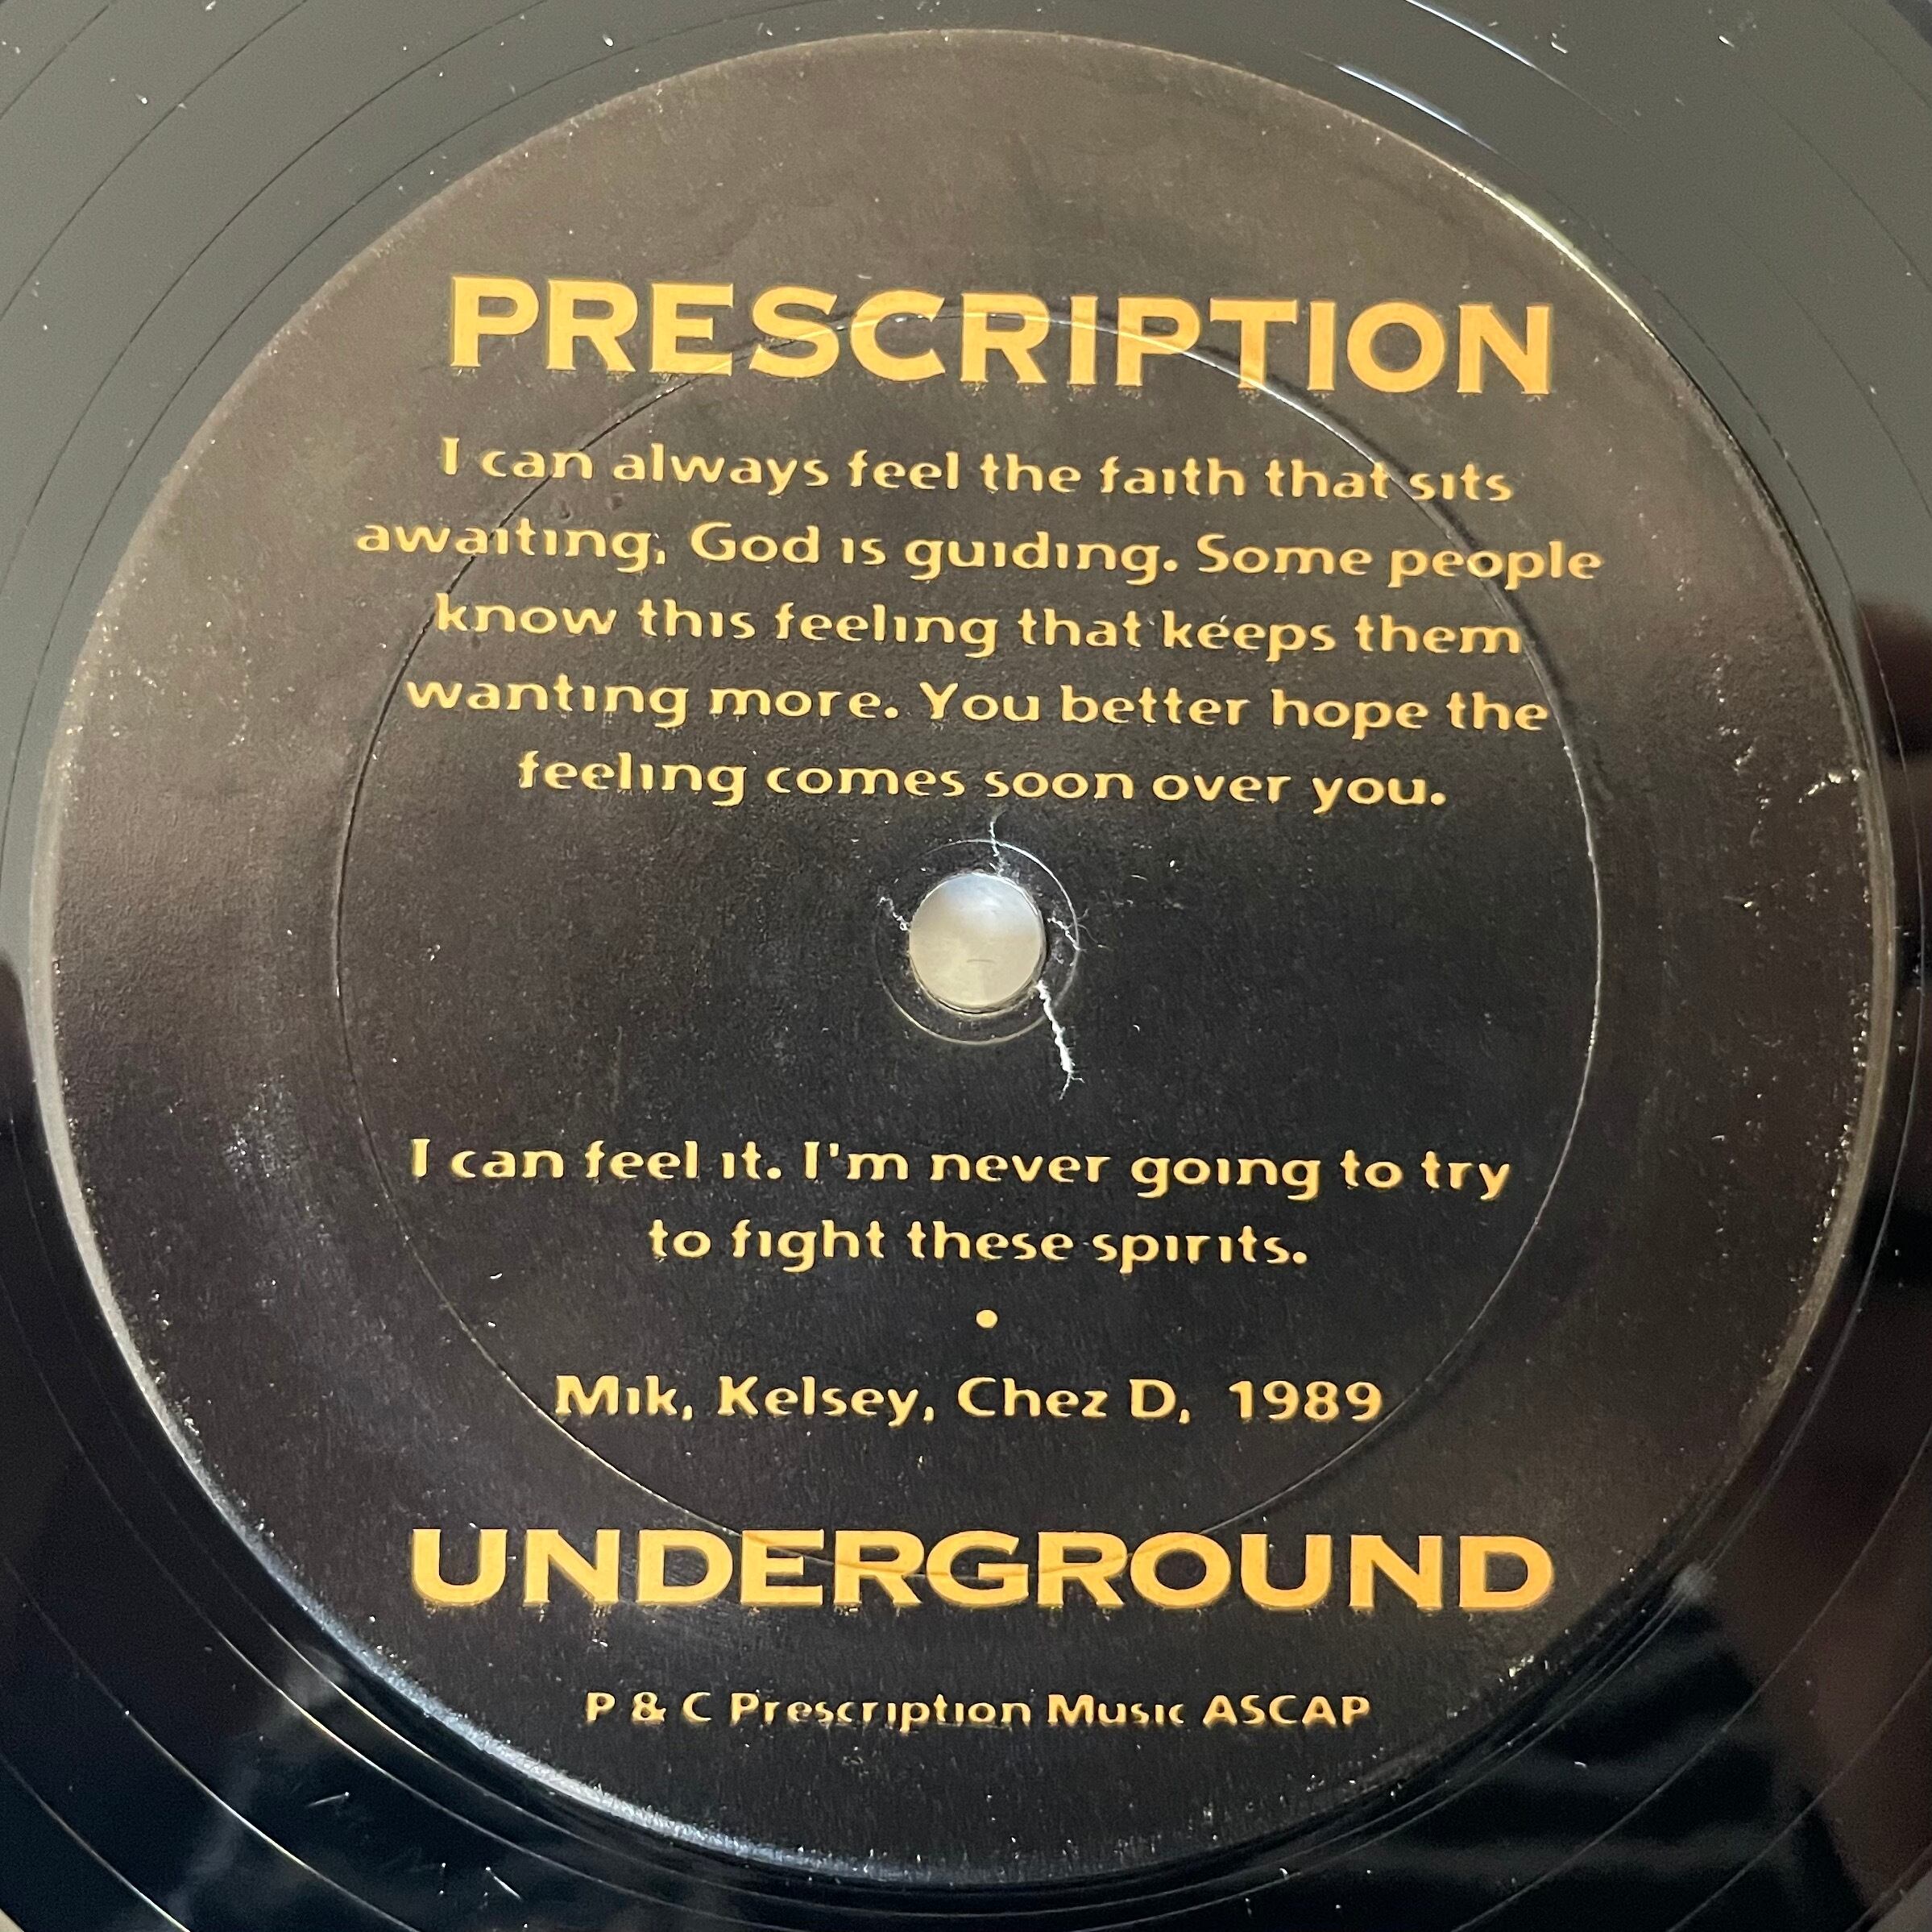 PRESCRIPTION
I can always feel the faith that sits
awaiting, God is guiding. Some people
know this feeling that keeps them
wanting more. You better hope the
feeling comes soon over you.
I can feel it. I'm never going to try
to fight these spirits.
•
Mik, Kelsey, Chez D, 1989
UNDERGROUND
P & C Prescription Music ASCAP